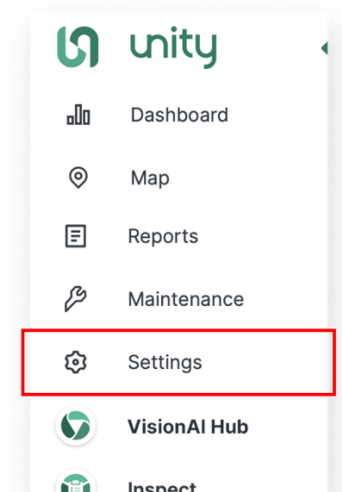 unity
Dashboard
Map
Reports
Maintenance
Settings
VisionAI Hub
Inspect